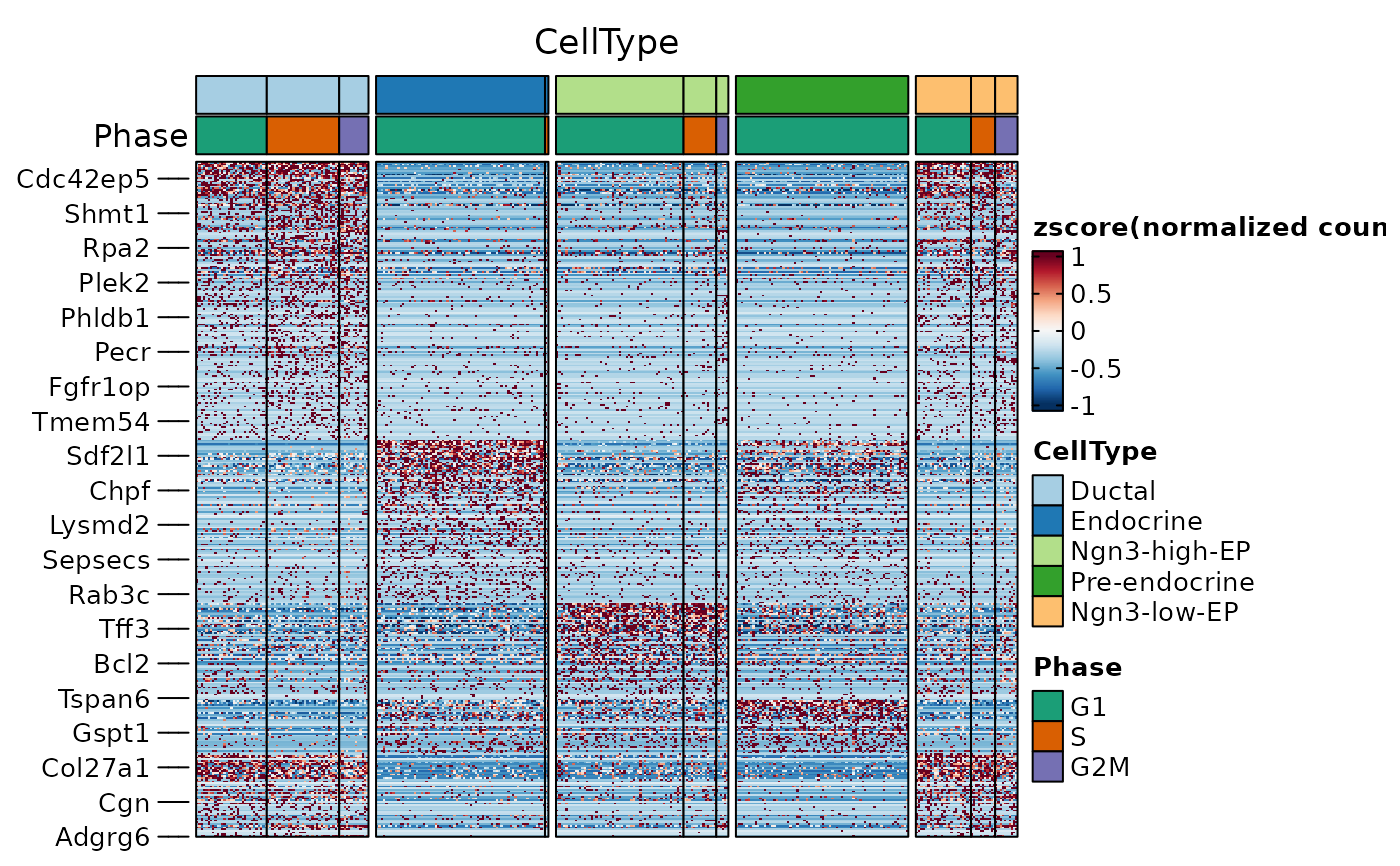 CellType
Phase
Cdc42ep5
Shmt1
Rpa2
Plek2
Phldb1
Pecr
Fgfr1op
Tmem54
Sdf2l1
Chpf
Lysmd2
Sepsecs
Rab3c
Tff3
Bcl2
Tspan6
Gspt1
Col27a1
Cgn
Adgrg6
zscore(normalized coun
1
0.5
0
-0.5
-1
CellType
Ductal
Endocrine
Ngn3-high-EP
Pre-endocrine
Ngn3-low-EP
Phase
G1
S
G2M